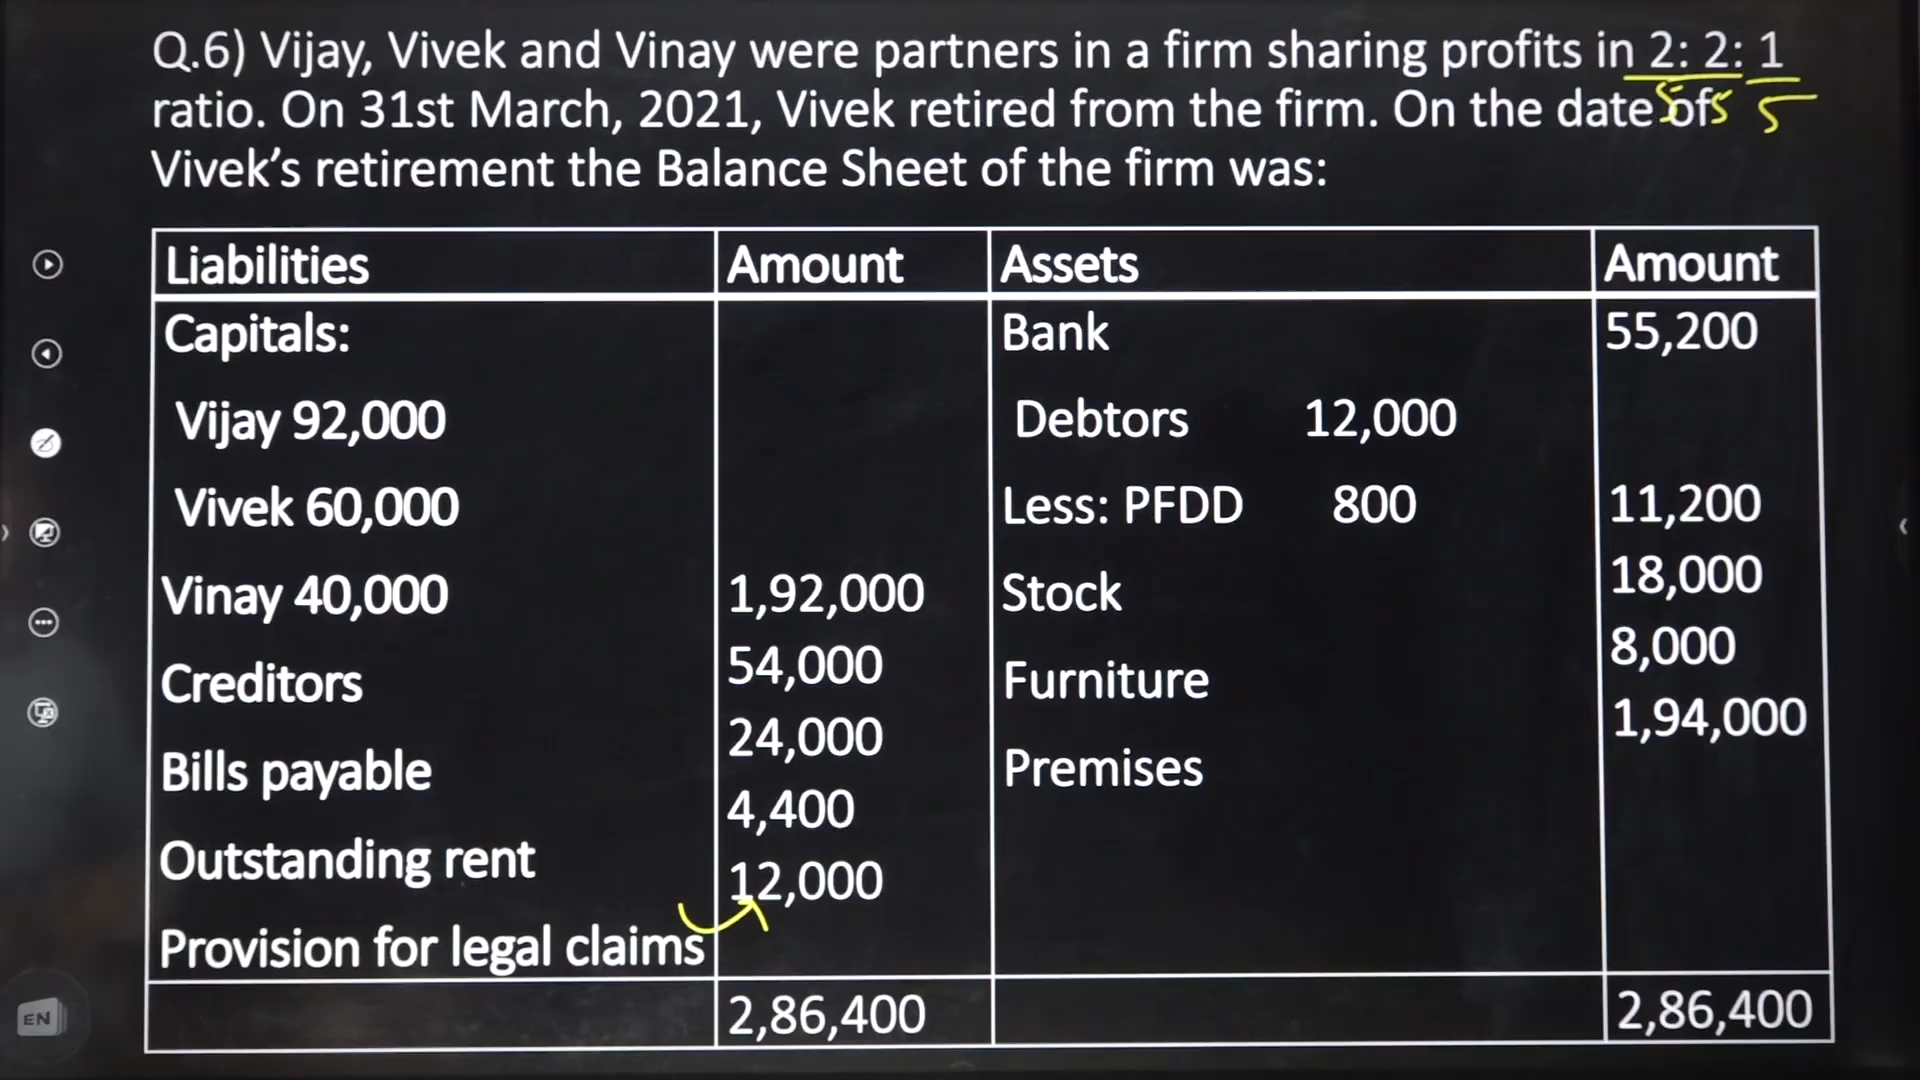 Q.6) Vijay, Vivek and Vinay were partners in a firm sharing profits in 2: 2: 1
5 5 5
ratio. On 31st March, 2021, Vivek retired from the firm. On the date of
Vivek’s retirement the Balance Sheet of the firm was:
Liabilities Amount Assets Amount
Capitals: Bank 55,200
Vijay 92,000 Debtors 12,000
Vivek 60,000 Less: PFDD 800 11,200
Vinay 40,000 1,92,000 Stock 18,000
Creditors 54,000 Furniture 8,000
Bills payable 24,000 Premises 1,94,000
Outstanding rent 4,400
Provision for legal claims 12,000
2,86,400 2,86,400
EN